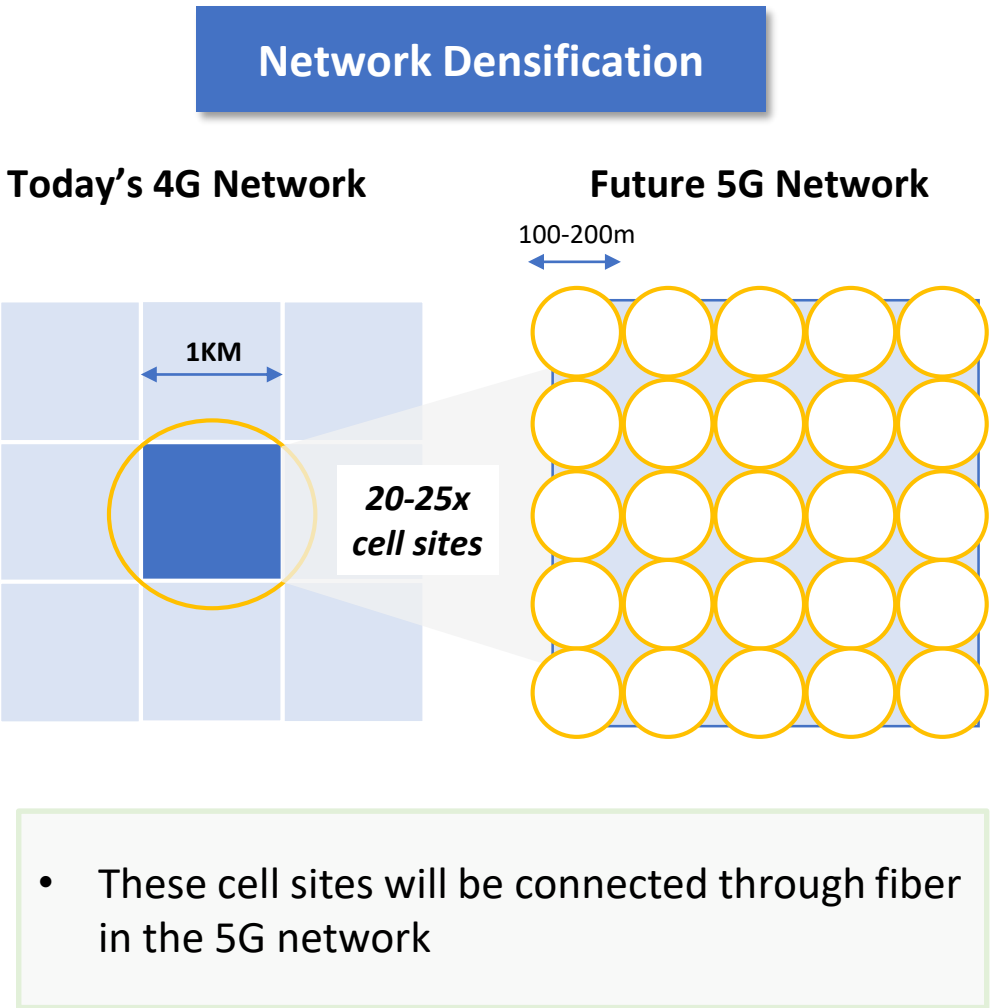 Network Densification
Today’s 4G Network
Future 5G Network
100-200m
1KM
20-25x
cell sites
• These cell sites will be connected through fiber
in the 5G network